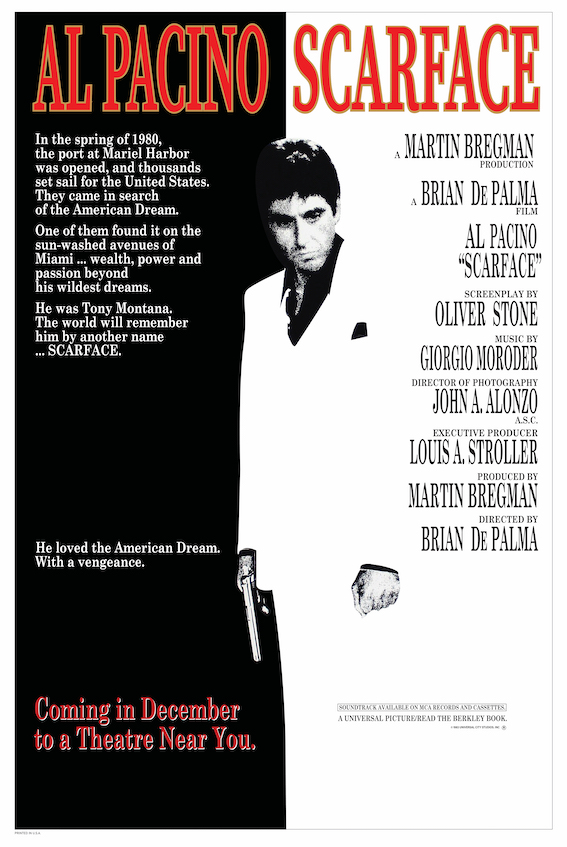 AL PACINO SCARFACE
In the spring of 1980,
the port at Mariel Harbor
was opened, and thousands
set sail for the United States.
They came in search
of the American Dream.
One of them found it on the
sun-washed avenues of
Miami ... wealth, power and
passion beyond
his wildest dreams.
He was Tony Montana.
The world will remember
him by another name
... SCARFACE.
He loved the American Dream.
With a vengeance.
Coming in December
to a Theatre Near You.
A MARTIN BREGMAN
PRODUCTION
A BRIAN DE PALMA
FILM
AL PACINO
“SCARFACE”
SCREENPLAY BY
OLIVER STONE
MUSIC BY
GIORGIO MORODER
DIRECTOR OF PHOTOGRAPHY
JOHN A. ALONZO
A.S.C.
EXECUTIVE PRODUCER
LOUIS A. STROLLER
PRODUCED BY
MARTIN BREGMAN
DIRECTED BY
BRIAN DE PALMA
SOUNDTRACK AVAILABLE ON MCA RECORDS AND CASSETTES.
A UNIVERSAL PICTURE/READ THE BERKLEY BOOK.
PRINTED IN U.S.A.